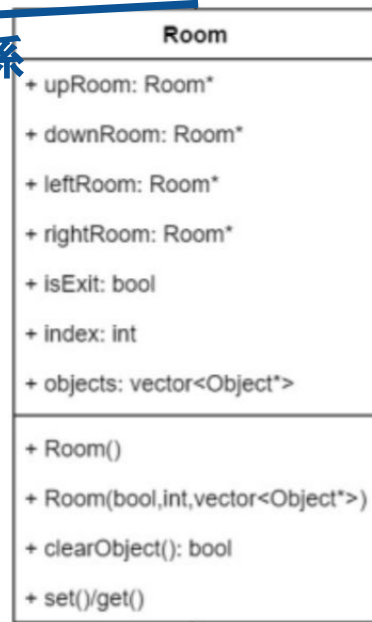 係
Room
+ upRoom: Room*
+ downRoom: Room*
+ leftRoom: Room*
+ rightRoom: Room*
+ isExit: bool
+ index: int
+ objects: vector<Object*>
+ Room()
+ Room(bool,int,vector<Object*>)
+ clearObject(): bool
+ set()/get()